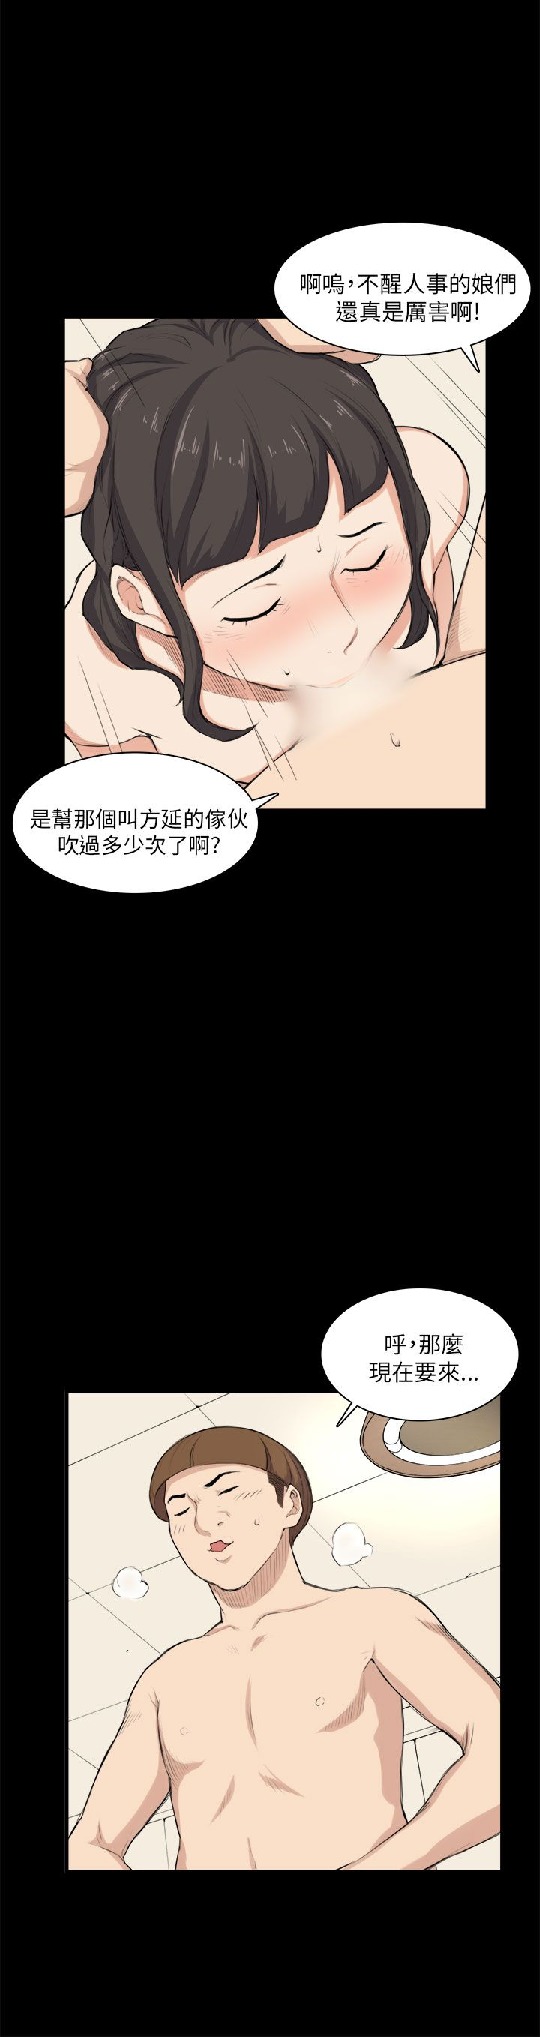 啊嗚,不醒人事的娘們
還真是厲害啊!
是幫那個叫方延的傢伙
吹過多少次了啊?
呼,那麼
現在要來...